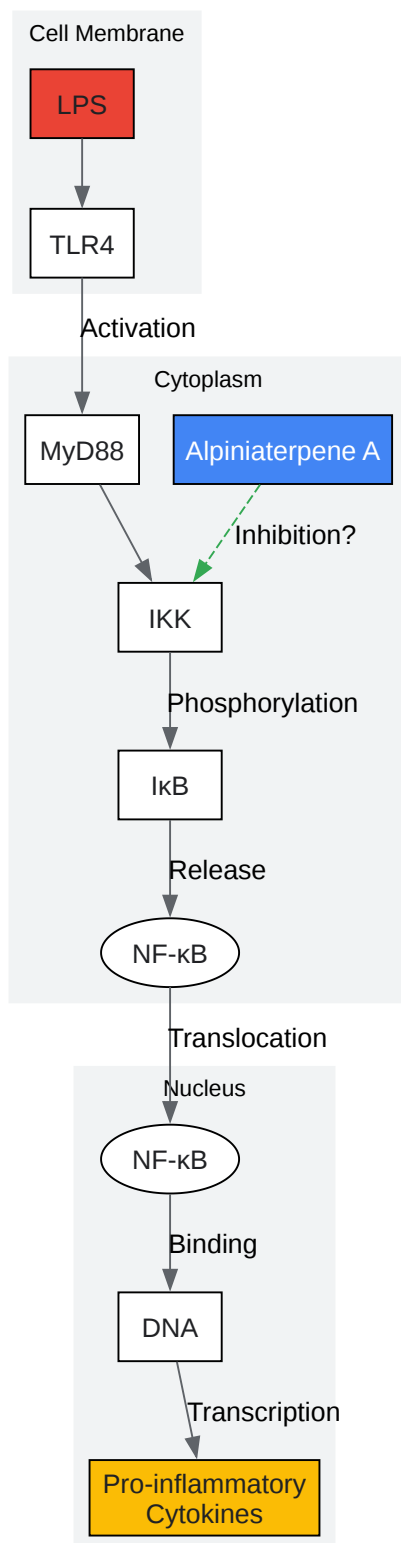 Cell Membrane
LPS
TLR4
Activation
Cytoplasm
MyD88
Alpiniaterpene A
Inhibition?
IKK
Phosphorylation
IκB
Release
NF-κB
Translocation
Nucleus
NF-κB
Binding
DNA
Transcription
Pro-inflammatory
Cytokines